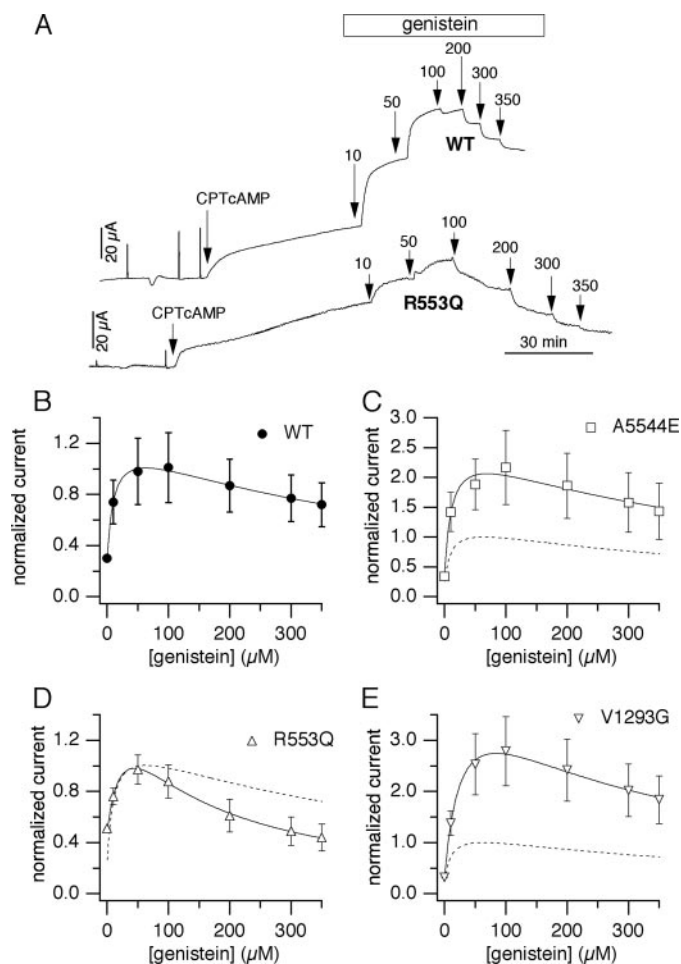 A
genistein
10
50
100
200
300
350
WT
CPTcAMP
20 µA
10
50
100
200
300
350
R553Q
CPTcAMP
20 µA
30 min
B
WT
normalized current
1.2
0.8
0.4
0.0
0 100 200 300
[genistein] (µM)
C
A5544E
normalized current
3.0
2.5
2.0
1.5
1.0
0.5
0.0
0 100 200 300
[genistein] (µM)
D
R553Q
normalized current
1.2
0.8
0.4
0.0
0 100 200 300
[genistein] (µM)
E
V1293G
normalized current
3.0
2.0
1.0
0.0
0 100 200 300
[genistein] (µM)